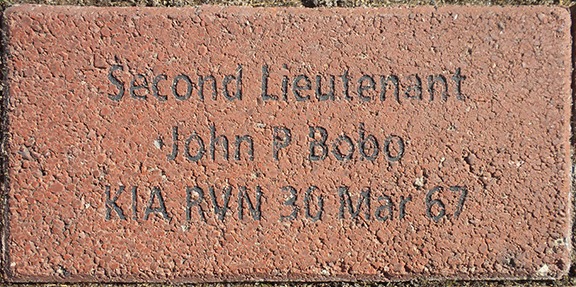 Second Lieutenant
John P Bobo
KIA RVN 30 Mar 67